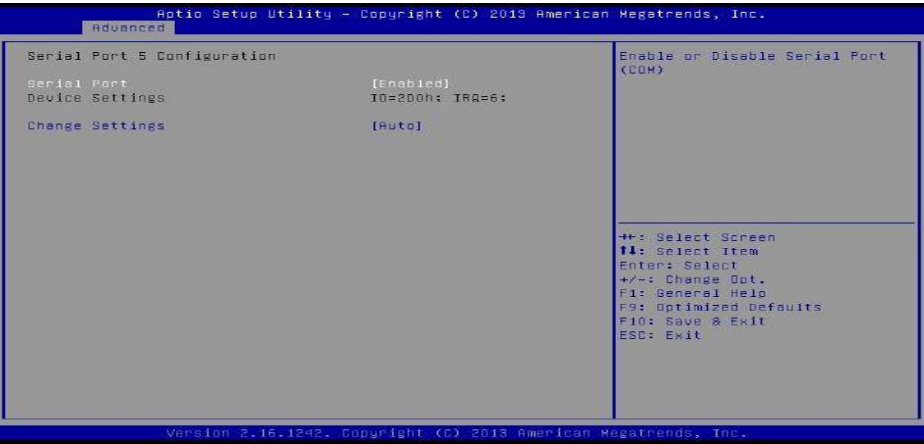 Aptio Setup Utility - Copyright (C) 2013 American Megatrends, Inc.
Advanced
Serial Port 5 Configuration
Serial Port [Enabled]
Device Settings IO=2D0h; IRQ=6;
Change Settings [Auto]
Enable or Disable Serial Port
(COM)
→←: Select Screen
↑↓: Select Item
Enter: Select
+/-: Change Opt.
F1: General Help
F9: Optimized Defaults
F10: Save & Exit
ESC: Exit
Version 2.16.1242. Copyright (C) 2013 American Megatrends, Inc.